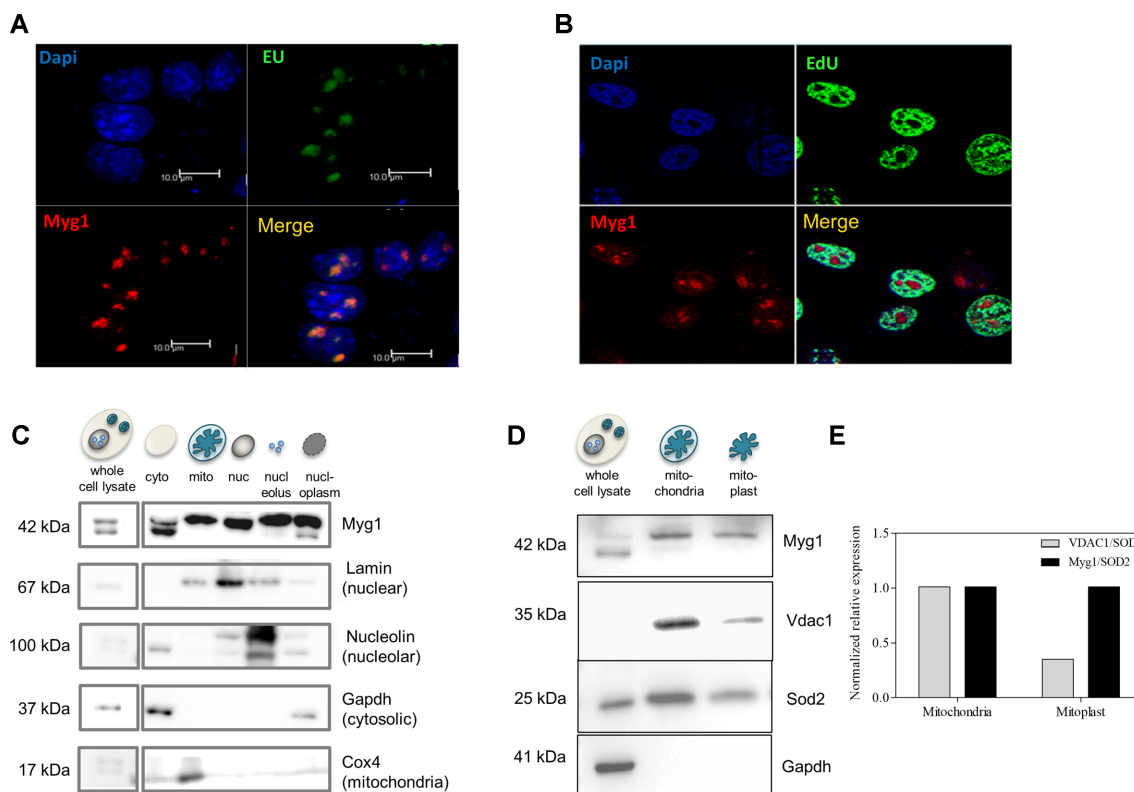 A
Dapi
EU
10.0 µm
10.0 µm
Myg1
Merge
10.0 µm
10.0 µm
B
Dapi
EdU
Myg1
Merge
C
whole
cell lysate
cyto
mito
nuc
nucl
eolus
nucl-
oplasm
42 kDa
Myg1
67 kDa
Lamin
(nuclear)
100 kDa
Nucleolin
(nucleolar)
37 kDa
Gapdh
(cytosolic)
17 kDa
Cox4
(mitochondria)
D
whole
cell lysate
mito-
chondria
mito-
plast
42 kDa
Myg1
35 kDa
Vdac1
25 kDa
Sod2
41 kDa
Gapdh
E
Normalized relative expression
1.5
1.0
0.5
0.0
VDAC1/SOD
Myg1/SOD2
Mitochondria
Mitoplast